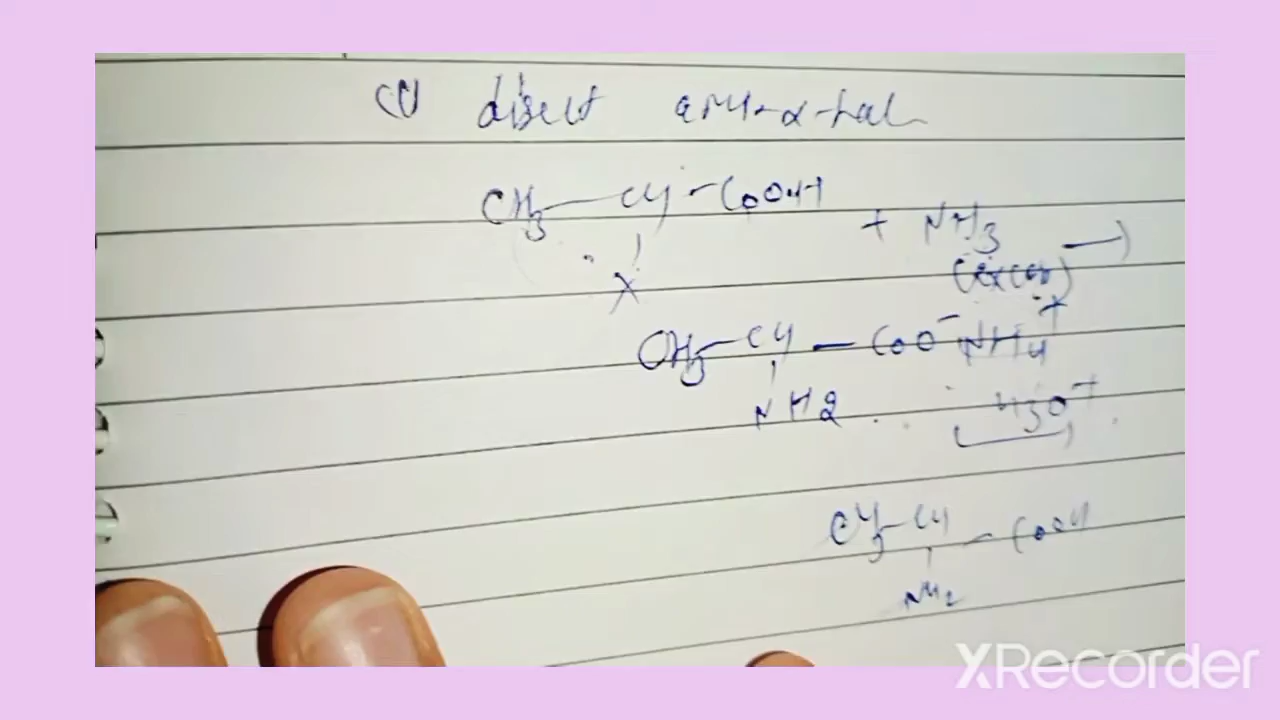 (1) direct amm-α-hal
CH3—CH-COOH + NH3
X
(excess) →
CH3-CH—COO⁻ NH4⁺
NH2
H3O⁺
CH3-CH-COOH
NH2
XRecorder